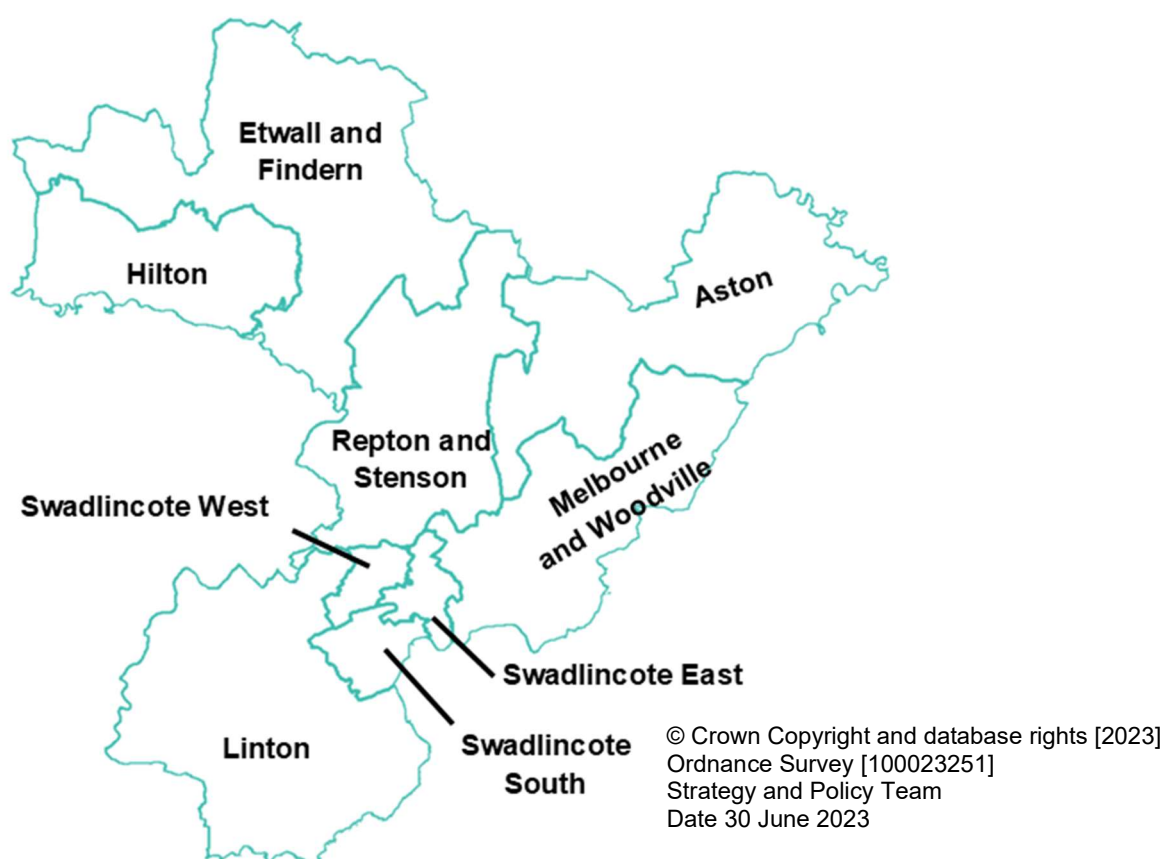 Etwall and
Findern
Hilton
Aston
Repton and
Stenson
Melbourne
and Woodville
Swadlincote West
Swadlincote East
Swadlincote
South
Linton
© Crown Copyright and database rights [2023]
Ordnance Survey [100023251]
Strategy and Policy Team
Date 30 June 2023